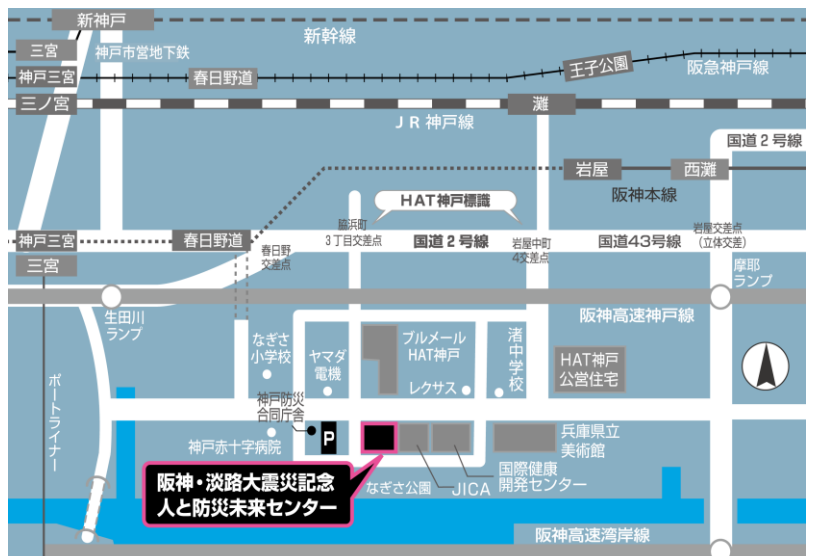 新神戸
新幹線
三宮
神戸市営地下鉄
神戸三宮
春日野道
王子公園
阪急神戸線
三ノ宮
灘
JR神戸線
国道2号線
岩屋
西灘
阪神本線
HAT神戸標識
神戸三宮
春日野道
春日野
交差点
脇浜町
3丁目交差点
国道2号線
岩屋中町
4交差点
国道43号線
岩屋交差点
(立体交差)
三宮
摩耶
ランプ
生田川
ランプ
阪神高速神戸線
なぎさ
小学校
ヤマダ
電機
ブルメール
HAT神戸
レクサス
渚中学校
HAT神戸
公営住宅
ポートライナー
神戸防災
合同庁舎
神戸赤十字病院
P
兵庫県立
美術館
阪神・淡路大震災記念
人と防災未来センター
なぎさ公園
JICA
国際健康
開発センター
阪神高速湾岸線